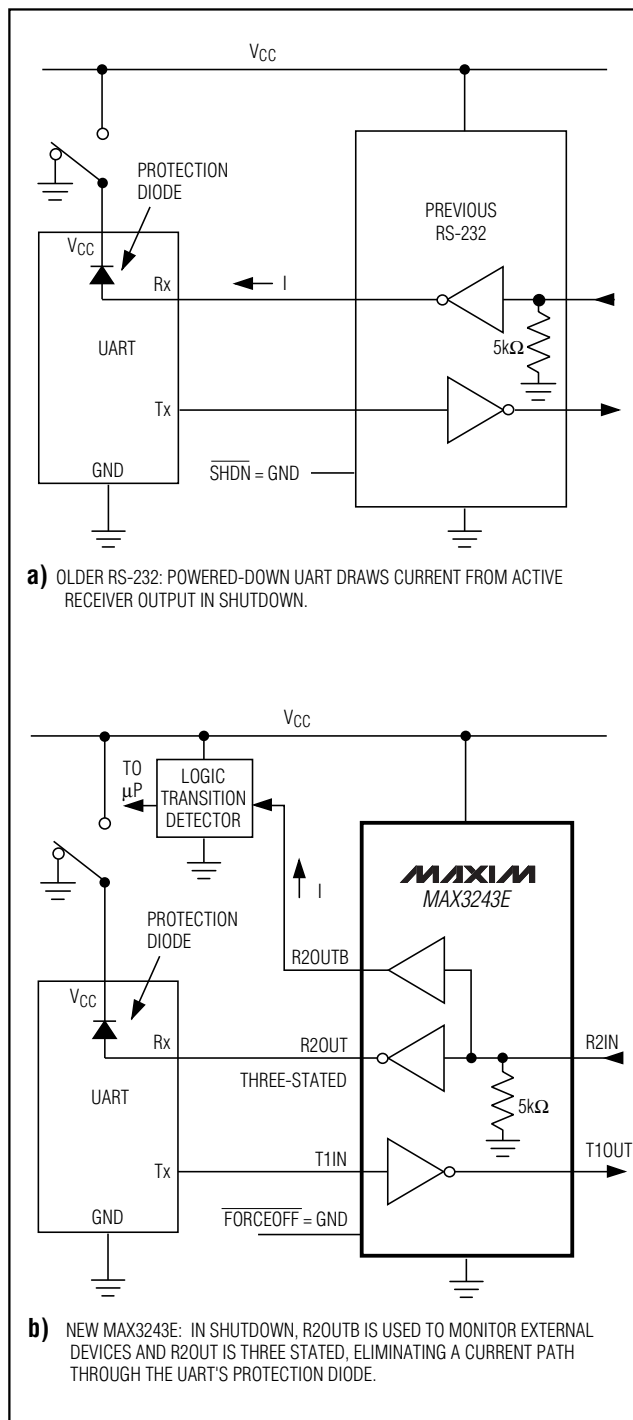 VCC
PROTECTION
DIODE
PREVIOUS
RS-232
VCC
Rx
I
UART
5kΩ
Tx
GND
SHDN = GND
a) OLDER RS-232: POWERED-DOWN UART DRAWS CURRENT FROM ACTIVE
RECEIVER OUTPUT IN SHUTDOWN.
VCC
TO
µP
LOGIC
TRANSITION
DETECTOR
MAXIM
MAX3243E
I
PROTECTION
DIODE
R2OUTB
VCC
Rx
R2OUT
R2IN
THREE-STATED
UART
5kΩ
Tx
T1IN
T1OUT
GND
FORCEOFF = GND
b) NEW MAX3243E: IN SHUTDOWN, R2OUTB IS USED TO MONITOR EXTERNAL
DEVICES AND R2OUT IS THREE STATED, ELIMINATING A CURRENT PATH
THROUGH THE UART'S PROTECTION DIODE.